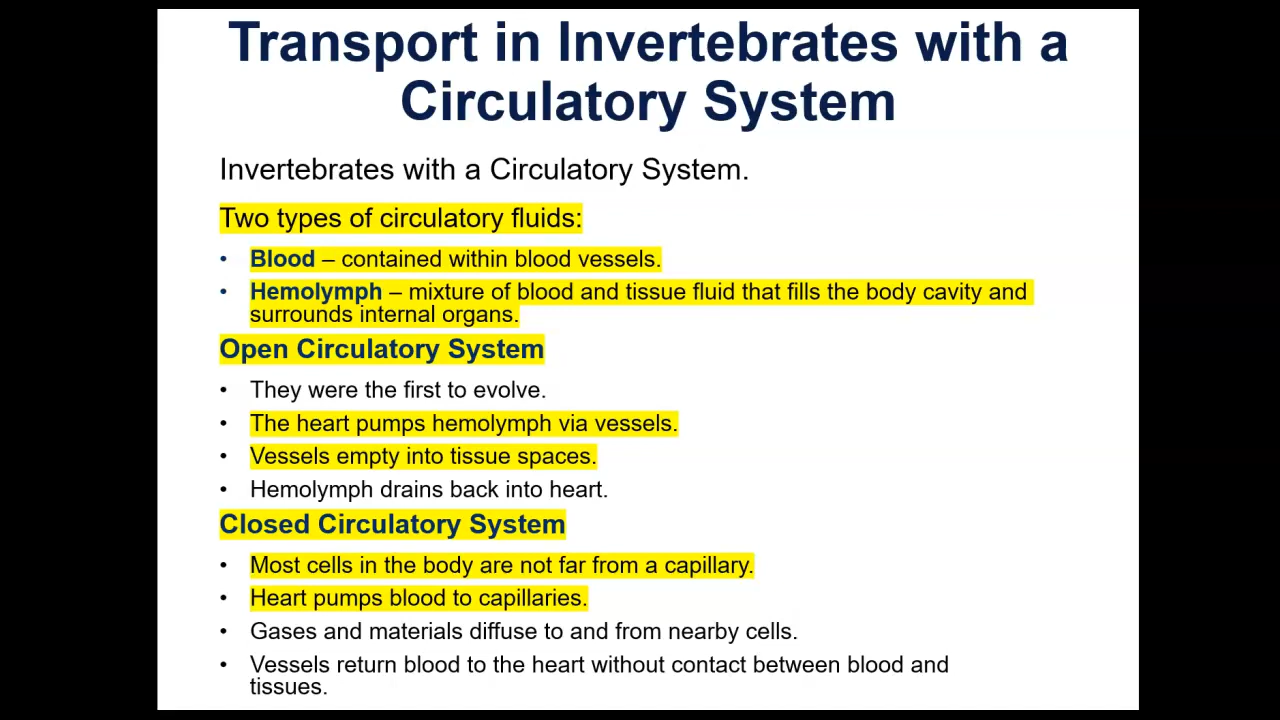 Transport in Invertebrates with a
Circulatory System
Invertebrates with a Circulatory System.
Two types of circulatory fluids:
• Blood – contained within blood vessels.
• Hemolymph – mixture of blood and tissue fluid that fills the body cavity and
surrounds internal organs.
Open Circulatory System
• They were the first to evolve.
• The heart pumps hemolymph via vessels.
• Vessels empty into tissue spaces.
• Hemolymph drains back into heart.
Closed Circulatory System
• Most cells in the body are not far from a capillary.
• Heart pumps blood to capillaries.
• Gases and materials diffuse to and from nearby cells.
• Vessels return blood to the heart without contact between blood and
tissues.